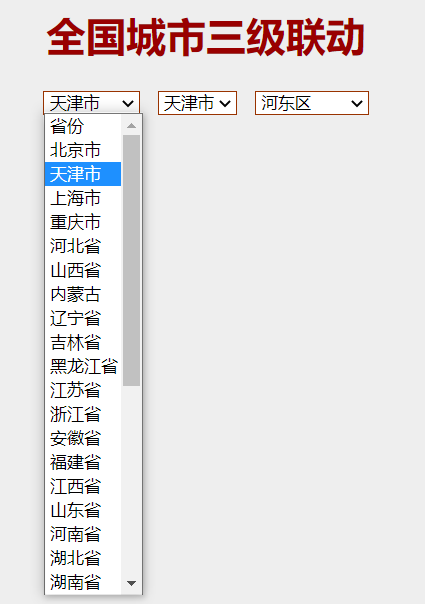 全国城市三级联动
天津市 天津市 河东区
省份
北京市
天津市
上海市
重庆市
河北省
山西省
内蒙古
辽宁省
吉林省
黑龙江省
江苏省
浙江省
安徽省
福建省
江西省
山东省
河南省
湖北省
湖南省